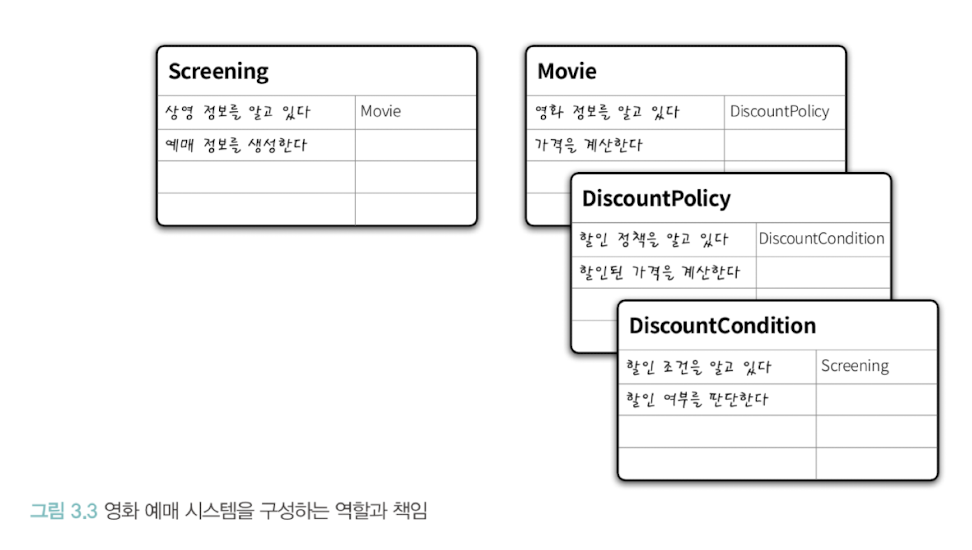 Screening
상영 정보를 알고 있다 Movie
예매 정보를 생성한다
Movie
영화 정보를 알고 있다 DiscountPolicy
가격을 계산한다
DiscountPolicy
할인 정책을 알고 있다 DiscountCondition
할인된 가격을 계산한다
DiscountCondition
할인 조건을 알고 있다 Screening
할인 여부를 판단한다
그림 3.3 영화 예매 시스템을 구성하는 역할과 책임